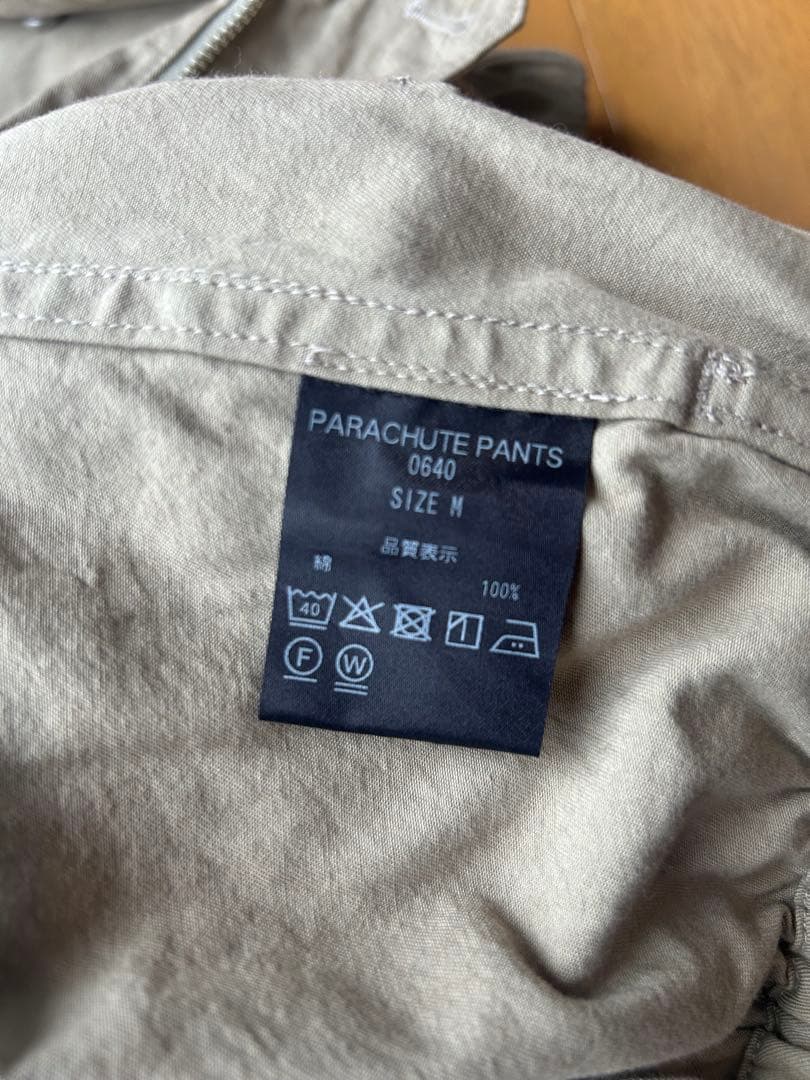 PARACHUTE PANTS
0640
SIZE M
品質表示
綿 100%
40
F W